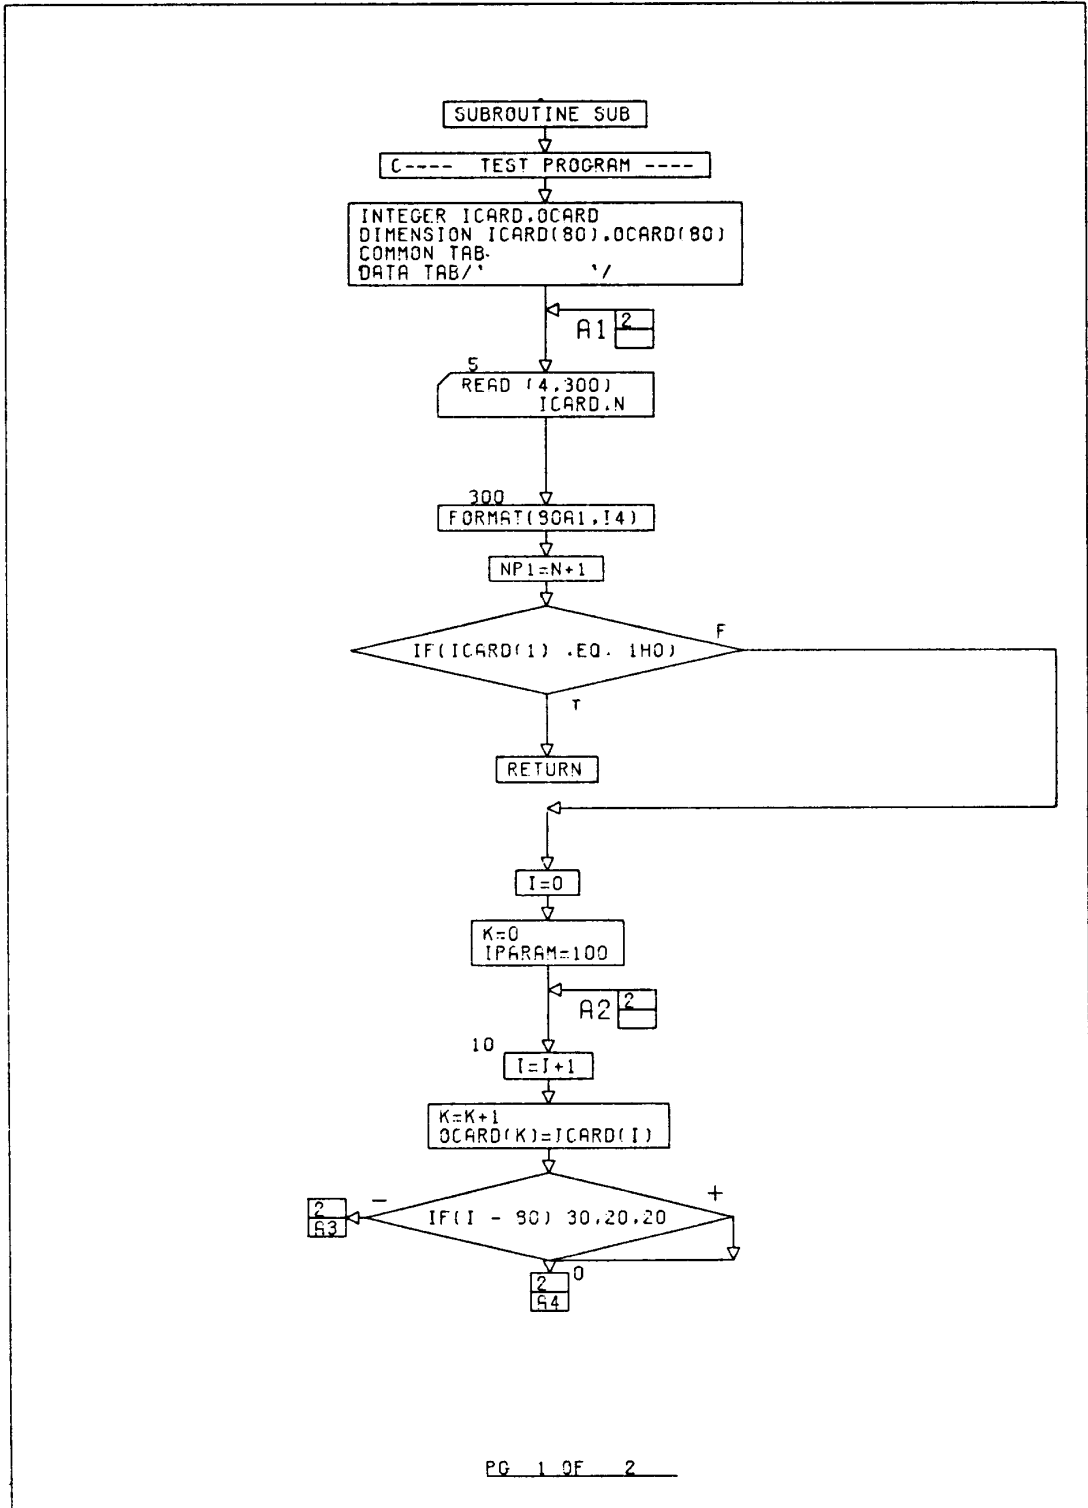 SUBROUTINE SUB
C---- TEST PROGRAM ----
INTEGER ICARD,OCARD
DIMENSION ICARD(80),OCARD(80)
COMMON TAB
DATA TAB/' '/
A1
2
5
READ (4,300)
ICARD,N
300
FORMAT(80A1,I4)
NP1=N+1
F
IF(ICARD(1) .EQ. 1H0)
T
RETURN
I=0
K=0
IPARAM=100
A2
2
10
I=I+1
K=K+1
OCARD(K)=ICARD(I)
-
+
2
A3
IF(I - 80) 30,20,20
0
2
A4
PG 1 OF 2